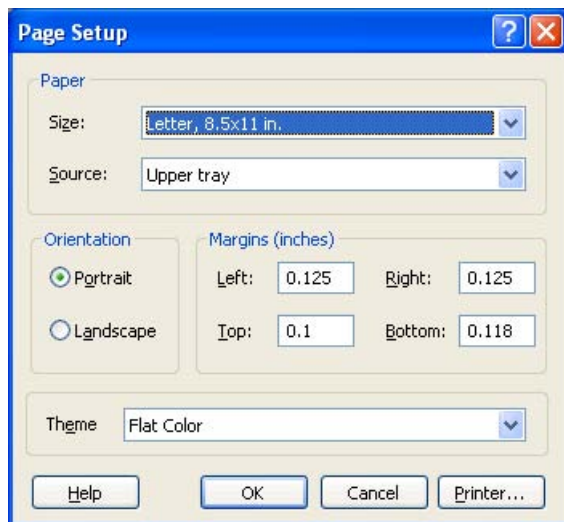 Page Setup
Paper
Size: Letter, 8.5x11 in.
Source: Upper tray
Orientation
Portrait
Landscape
Margins (inches)
Left: 0.125 Right: 0.125
Top: 0.1 Bottom: 0.118
Theme Flat Color
Help OK Cancel Printer...